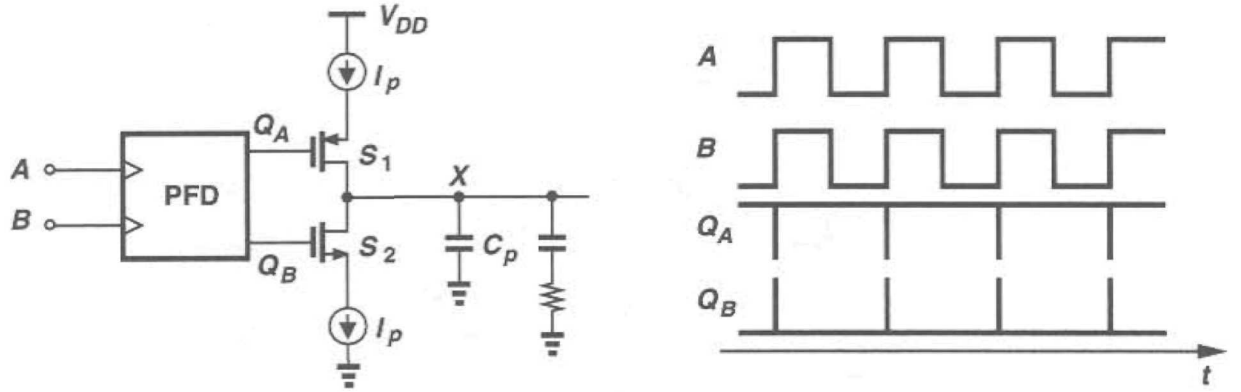 V_DD
I_p
Q_A
S_1
A
B
PFD
X
C_p
Q_B
S_2
I_p
A
B
Q_A
Q_B
t